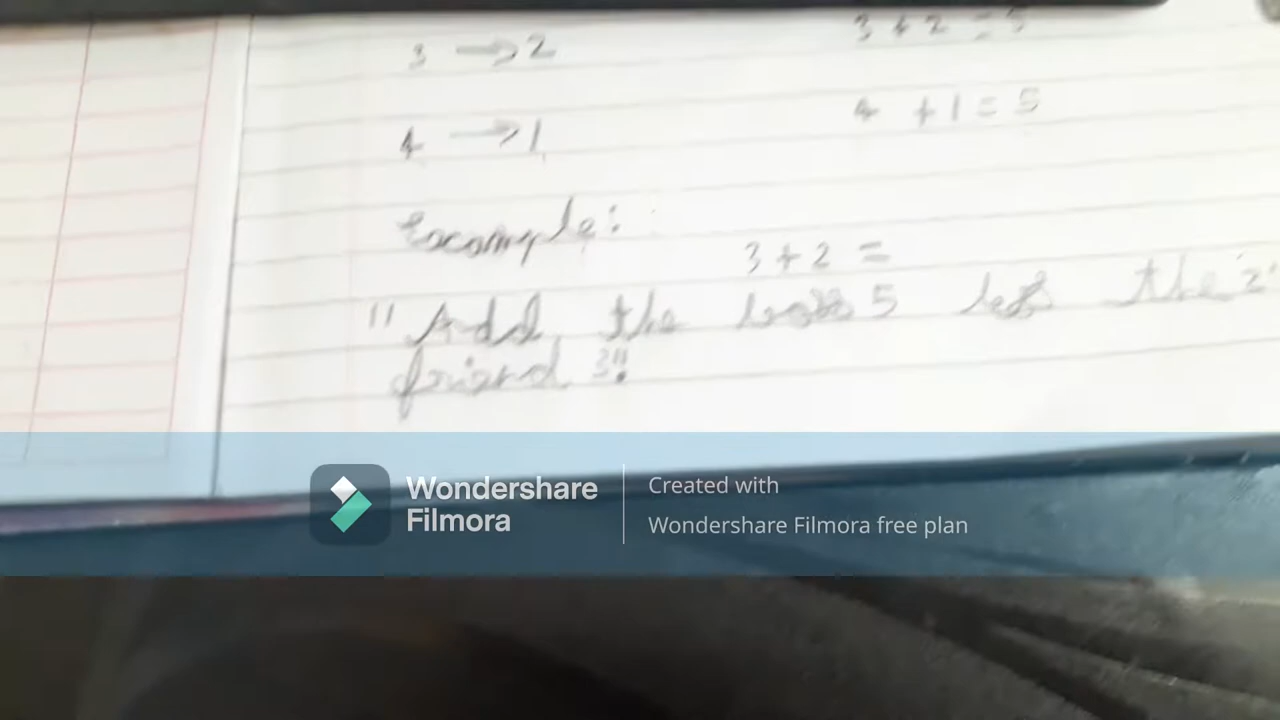 3 → 2 3 + 2 = 5
4 → 1 4 + 1 = 5
Example:
3 + 2 =
"Add the 5 the 2
friend 3"
Wondershare
Filmora
Created with
Wondershare Filmora free plan